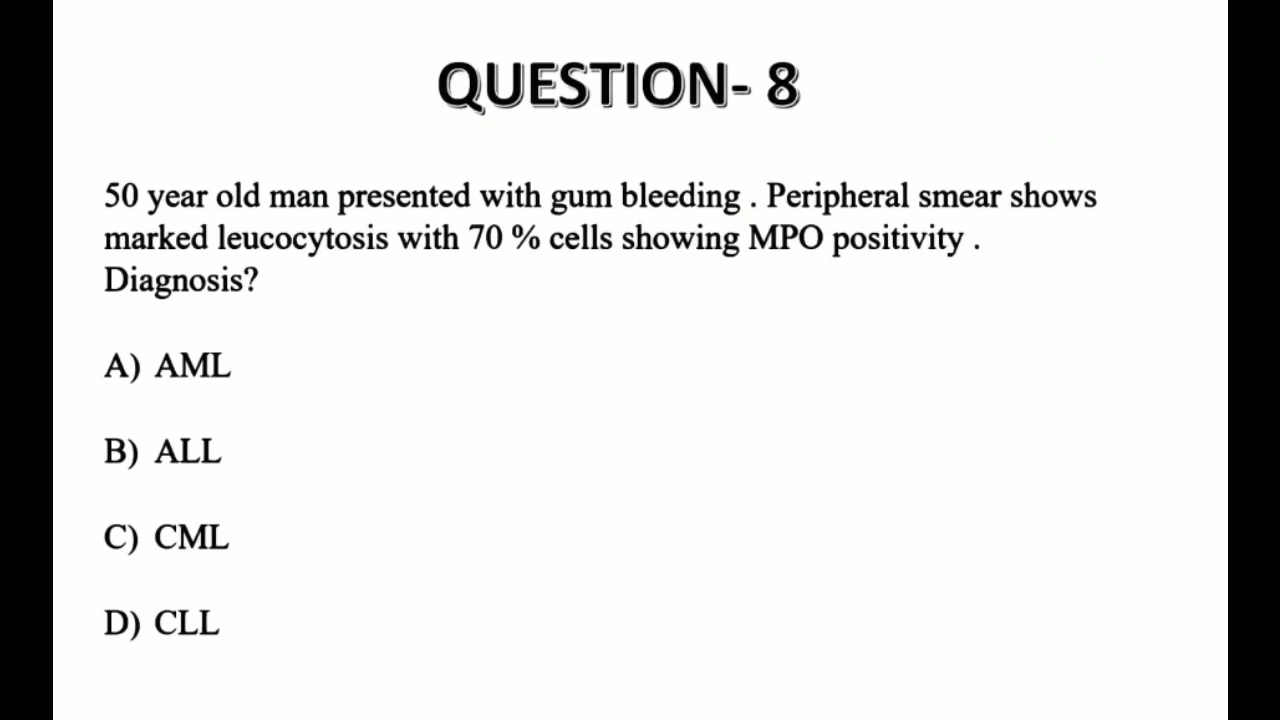 QUESTION- 8
50 year old man presented with gum bleeding . Peripheral smear shows
marked leucocytosis with 70 % cells showing MPO positivity .
Diagnosis?
A) AML
B) ALL
C) CML
D) CLL